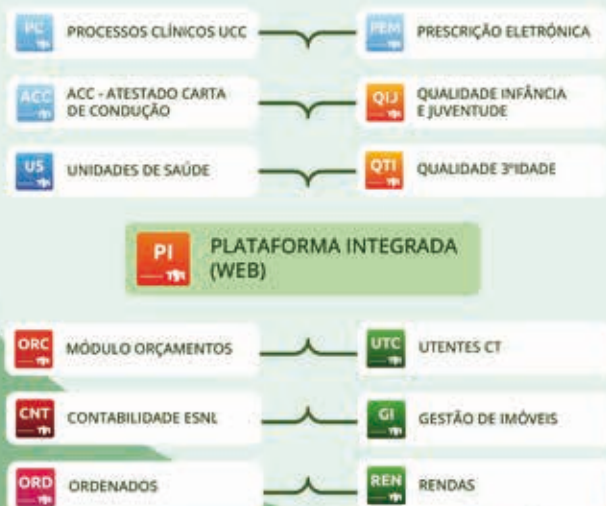 PC PROCESSOS CLÍNICOS UCC
PEM PRESCRIÇÃO ELETRÓNICA
ACC ACC - ATESTADO CARTA
DE CONDUÇÃO
QIJ QUALIDADE INFÂNCIA
E JUVENTUDE
US UNIDADES DE SAÚDE
QTI QUALIDADE 3ªIDADE
PI PLATAFORMA INTEGRADA
(WEB)
ORC MÓDULO ORÇAMENTOS
UTC UTENTES CT
CNT CONTABILIDADE ESNL
GI GESTÃO DE IMÓVEIS
ORD ORDENADOS
REN RENDAS